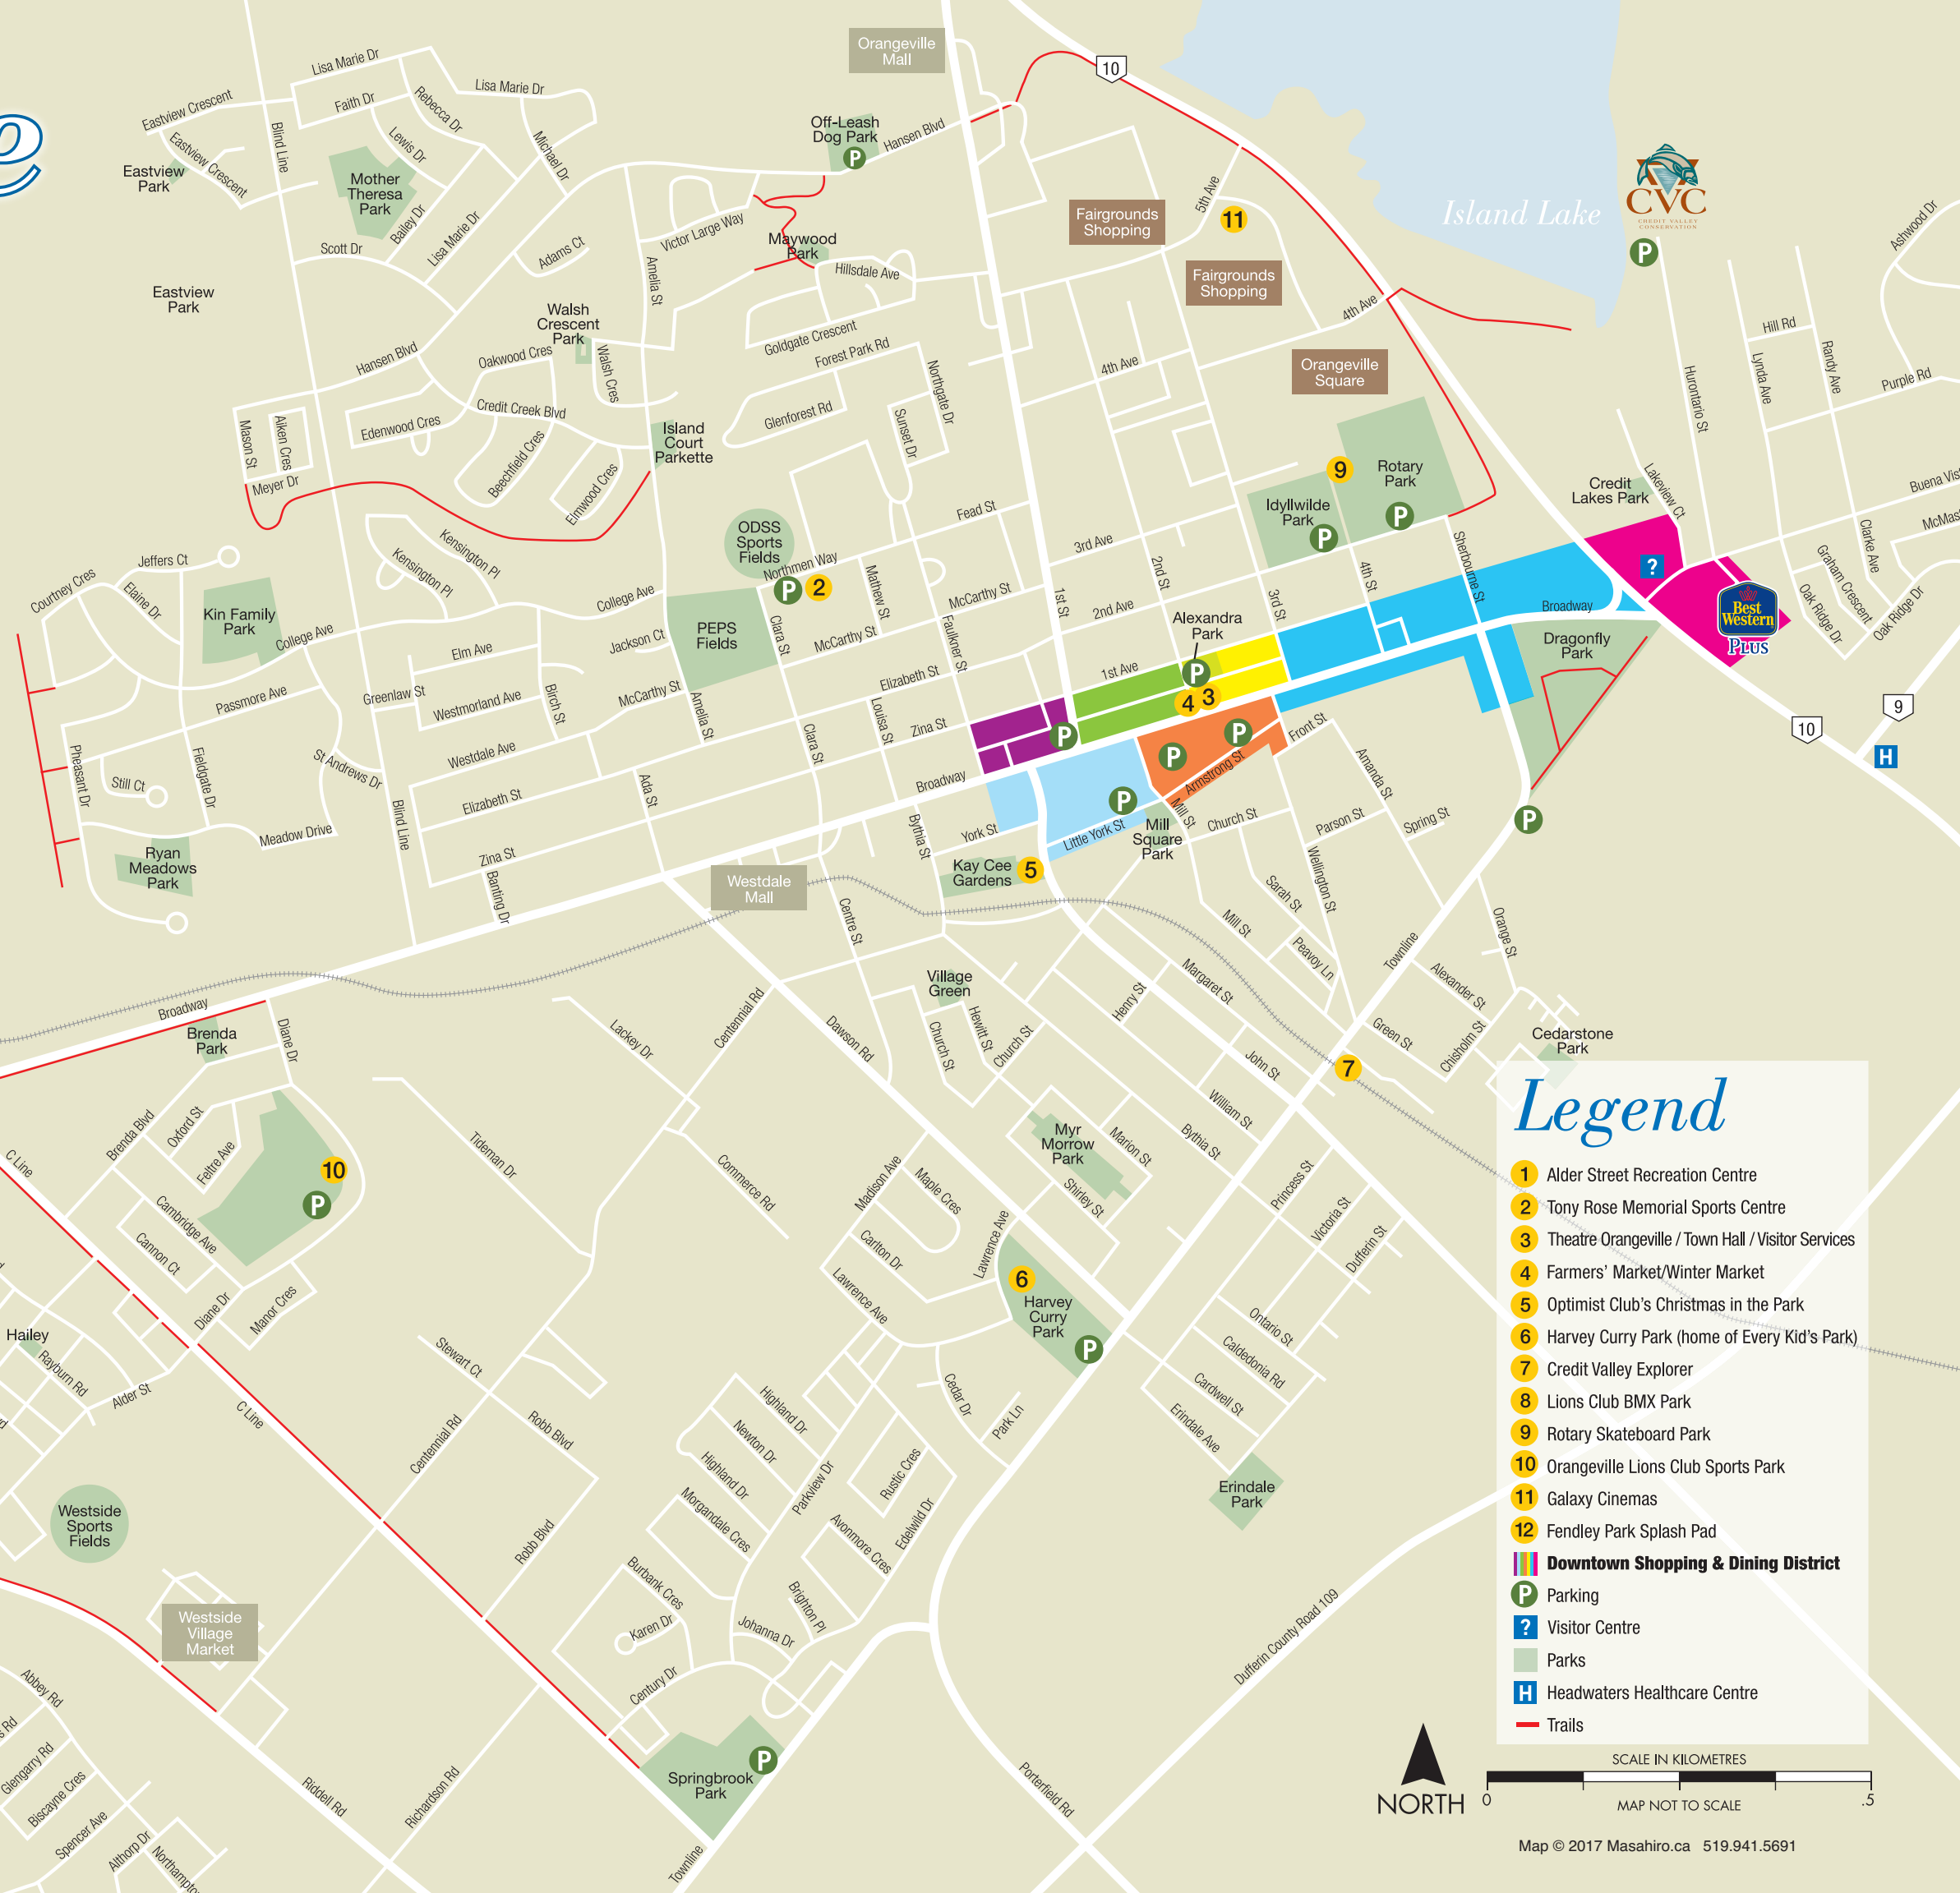 e
Orangeville
Mall
10
Lisa Marie Dr
Lisa Marie Dr
Eastview Crescent
Faith Dr
Rebecca Dr
Blind Line
Eastview Crescent
Lewis Dr
Michael Dr
Off-Leash
Dog Park
P
Hansen Blvd
Eastview
Park
Mother
Theresa
Park
Bailey Dr
Lisa Marie Dr
Scott Dr
Adams Ct
Victor Large Way
Maywood
Park
Hillsdale Ave
Amelia St
Fairgrounds
Shopping
5th Ave
11
Fairgrounds
Shopping
Island Lake
CVC
CREDIT VALLEY
CONSERVATION
P
Ashwood Dr
Eastview
Park
Walsh
Crescent
Park
Walsh Cres
Goldgate Crescent
Forest Park Rd
4th Ave
4th Ave
Orangeville
Square
Hill Rd
Lynda Ave
Randy Ave
Purple Rd
Hurontario St
Hansen Blvd
Oakwood Cres
Credit Creek Blvd
Edenwood Cres
Beechfield Cres
Elmwood Cres
Mason St
Aiken Cres
Meyer Dr
Island
Court
Parkette
Glenforest Rd
Sunset Dr
Northgate Dr
Fead St
9
Rotary
Park
P
Idyllwilde
Park
P
Credit
Lakes Park
Lakeview Ct
Buena Vis
McMas
Clarke Ave
Graham Crescent
Oak Ridge Dr
Oak Ridge Dr
ODSS
Sports
Fields
Northmen Way
P
2
Kensington Pl
Kensington Pl
Jeffers Ct
Courtney Cres
Elaine Dr
Kin Family
Park
College Ave
College Ave
Jackson Ct
PEPS
Fields
Clara St
Mathew St
McCarthy St
McCarthy St
Faulkner St
1st St
3rd Ave
2nd St
2nd Ave
3rd St
4th St
Sherbourne St
Alexandra
Park
P
1st Ave
4
3
Broadway
?
Best
Western
PLUS
Dragonfly
Park
9
10
H
Elm Ave
Greenlaw St
Westmorland Ave
Birch St
McCarthy St
Amelia St
Elizabeth St
Louisa St
Zina St
Passmore Ave
Pheasant Dr
Fieldgate Dr
St Andrews Dr
Still Ct
Meadow Drive
Ryan
Meadows
Park
Blind Line
Westdale Ave
Elizabeth St
Ada St
Clara St
Zina St
Banting Dr
Broadway
P
P
P
P
Front St
Armstrong St
Mill St
York St
Little York St
Bythia St
Mill
Square
Park
Church St
Amanda St
Parson St
Spring St
P
Kay Cee
Gardens
5
Westdale
Mall
Centre St
Wellington St
Sarah St
Mill St
Peavoy Ln
Townline
Orange St
Alexander St
Village
Green
Hewitt St
Church St
Church St
Henry St
Margaret St
Green St
Chisholm St
Cedarstone
Park
Broadway
Brenda
Park
Diane Dr
Lackey Dr
Centennial Rd
Dawson Rd
John St
7
William St
Bythia St
Brenda Blvd
Oxford St
Feltre Ave
10
P
Cambridge Ave
Cannon Ct
C Line
Tideman Dr
Commerce Rd
Madison Ave
Maple Cres
Carlton Dr
Lawrence Ave
Lawrence Ave
Myr
Morrow
Park
Marion St
Shirley St
Princess St
Victoria St
Dufferin St
6
Harvey
Curry
Park
P
Ontario St
Caldedonia Rd
Cardwell St
Erindale Ave
Erindale
Park
Diane Dr
Manor Cres
Hailey
Rayburn Rd
Alder St
C Line
Stewart Ct
Robb Blvd
Centennial Rd
Robb Blvd
Highland Dr
Newton Dr
Highland Dr
Morgandale Cres
Parkview Dr
Rustic Cres
Edelwild Dr
Avonmore Cres
Cedar Dr
Park Ln
Westside
Sports
Fields
Westside
Village
Market
Burbank Cres
Karen Dr
Brighton Pl
Johanna Dr
Century Dr
Springbrook
Park
P
Townline
Dufferin County Road 109
Porterfield Rd
Abbey Rd
s Rd
Glengarry Rd
Biscayne Cres
Spencer Ave
Althorp Dr
Northampto
Riddell Rd
Richardson Rd
Legend
1 Alder Street Recreation Centre
2 Tony Rose Memorial Sports Centre
3 Theatre Orangeville / Town Hall / Visitor Services
4 Farmers' Market/Winter Market
5 Optimist Club's Christmas in the Park
6 Harvey Curry Park (home of Every Kid's Park)
7 Credit Valley Explorer
8 Lions Club BMX Park
9 Rotary Skateboard Park
10 Orangeville Lions Club Sports Park
11 Galaxy Cinemas
12 Fendley Park Splash Pad
Downtown Shopping & Dining District
P Parking
? Visitor Centre
Parks
H Headwaters Healthcare Centre
Trails
SCALE IN KILOMETRES
0 .5
MAP NOT TO SCALE
NORTH
Map © 2017 Masahiro.ca 519.941.5691